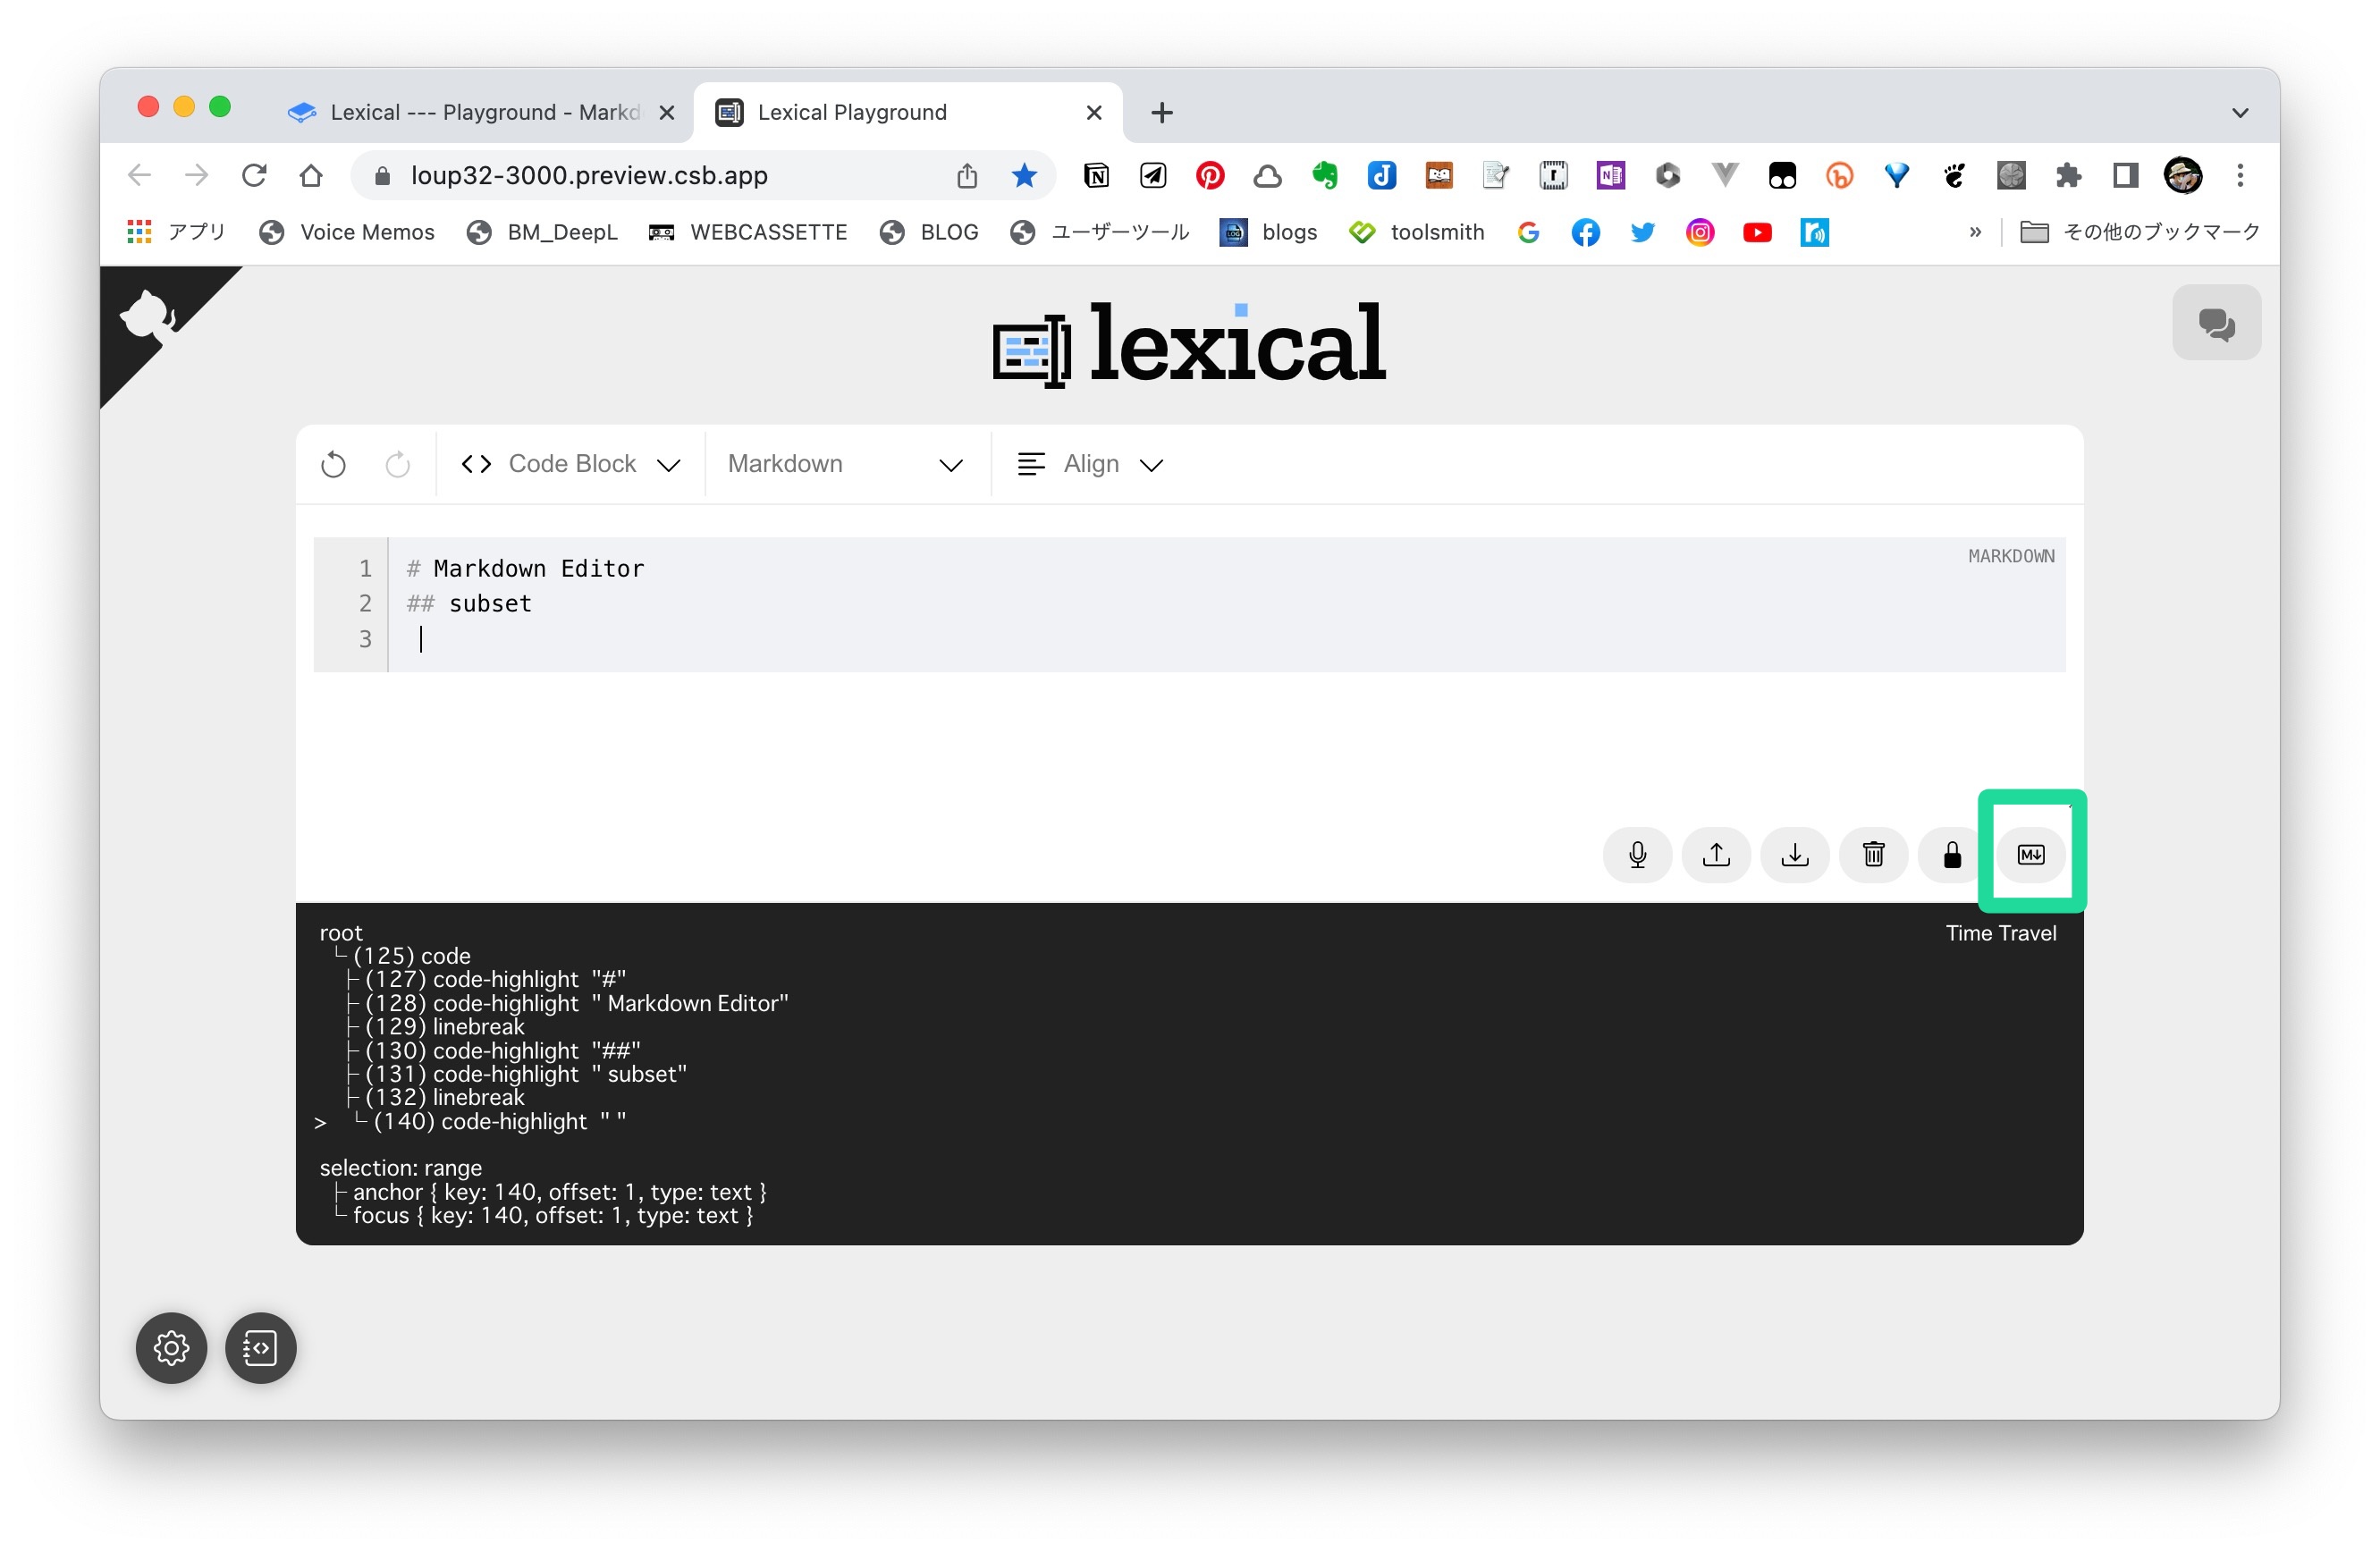 Lexical --- Playground - Markd
Lexical Playground
loup32-3000.preview.csb.app
アプリ
Voice Memos
BM_DeepL
WEBCASSETTE
BLOG
ユーザーツール
blogs
toolsmith
»
その他のブックマーク
lexical
Code Block
Markdown
Align
MARKDOWN
1 # Markdown Editor
2 ## subset
3
M↓
Time Travel
root
└ (125) code
├ (127) code-highlight "#"
├ (128) code-highlight " Markdown Editor"
├ (129) linebreak
├ (130) code-highlight "##"
├ (131) code-highlight " subset"
├ (132) linebreak
> └ (140) code-highlight " "
selection: range
├ anchor { key: 140, offset: 1, type: text }
└ focus { key: 140, offset: 1, type: text }